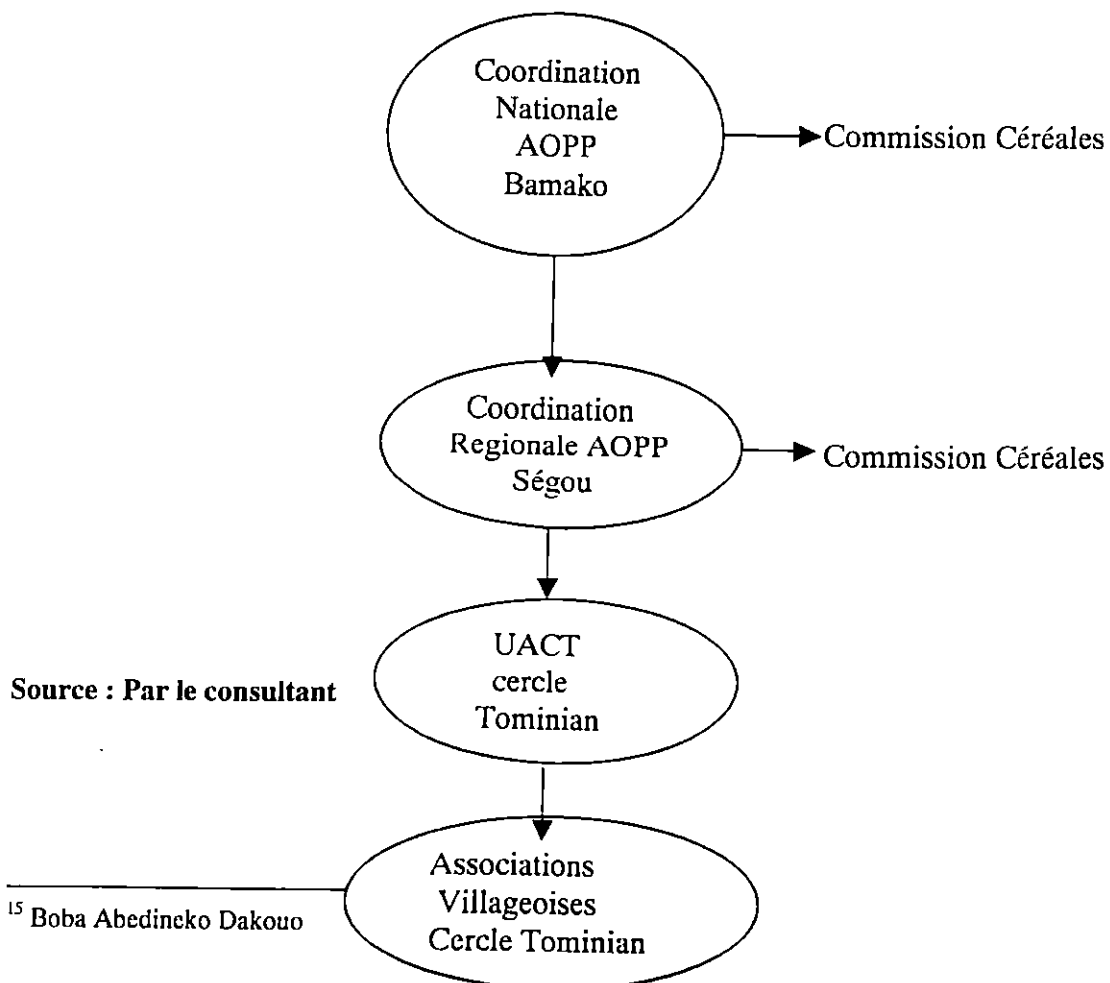 Coordination
Nationale
AOPP
Bamako
Commission Céréales
Coordination
Regionale AOPP
Ségou
Commission Céréales
UACT
cercle
Tominian
Source : Par le consultant
Associations
Villageoises
Cercle Tominian
15 Boba Abedineko Dakouo